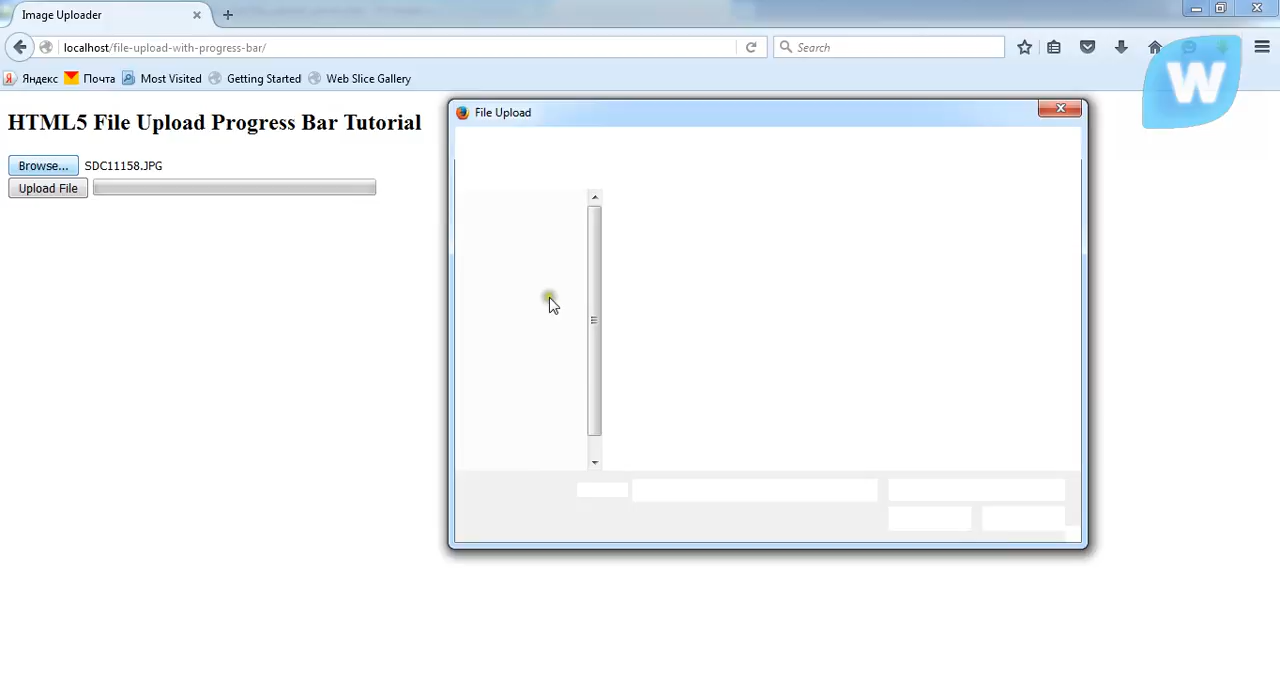 Image Uploader
localhost/file-upload-with-progress-bar/
Search
Яндекс Почта Most Visited Getting Started Web Slice Gallery
W
HTML5 File Upload Progress Bar Tutorial
Browse... SDC11158.JPG
Upload File
File Upload